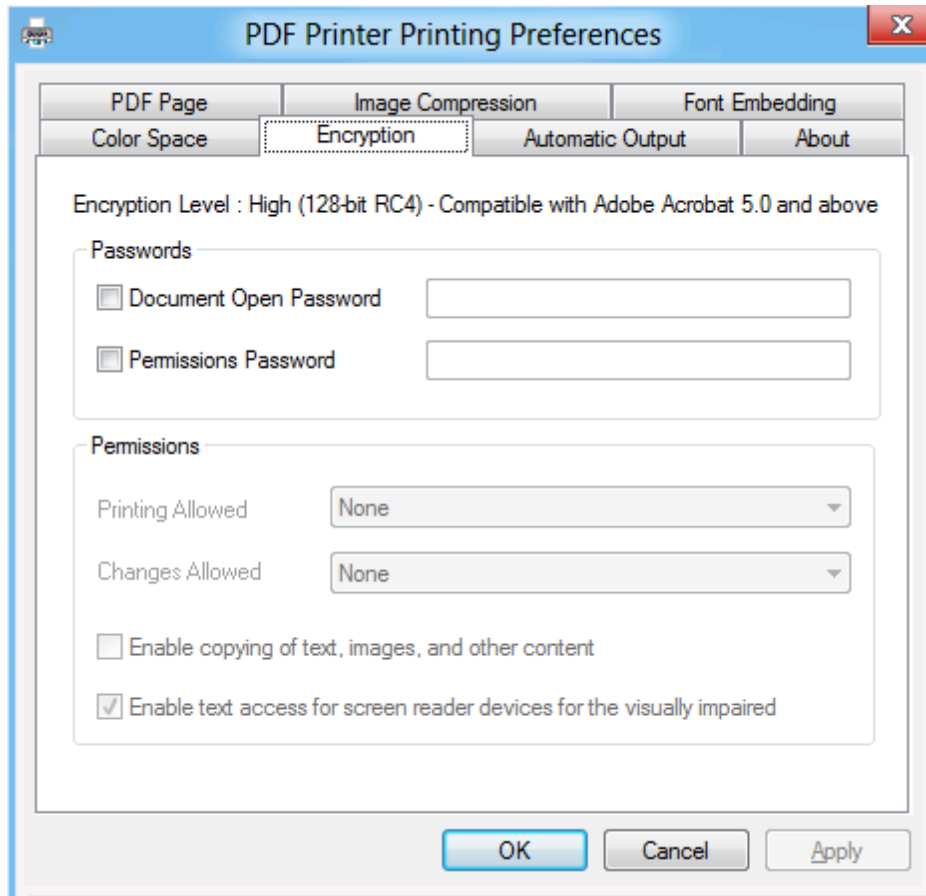 PDF Printer Printing Preferences
x
PDF Page Image Compression Font Embedding
Color Space Encryption Automatic Output About
Encryption Level : High (128-bit RC4) - Compatible with Adobe Acrobat 5.0 and above
Passwords
Document Open Password
Permissions Password
Permissions
Printing Allowed None
Changes Allowed None
Enable copying of text, images, and other content
Enable text access for screen reader devices for the visually impaired
OK Cancel Apply